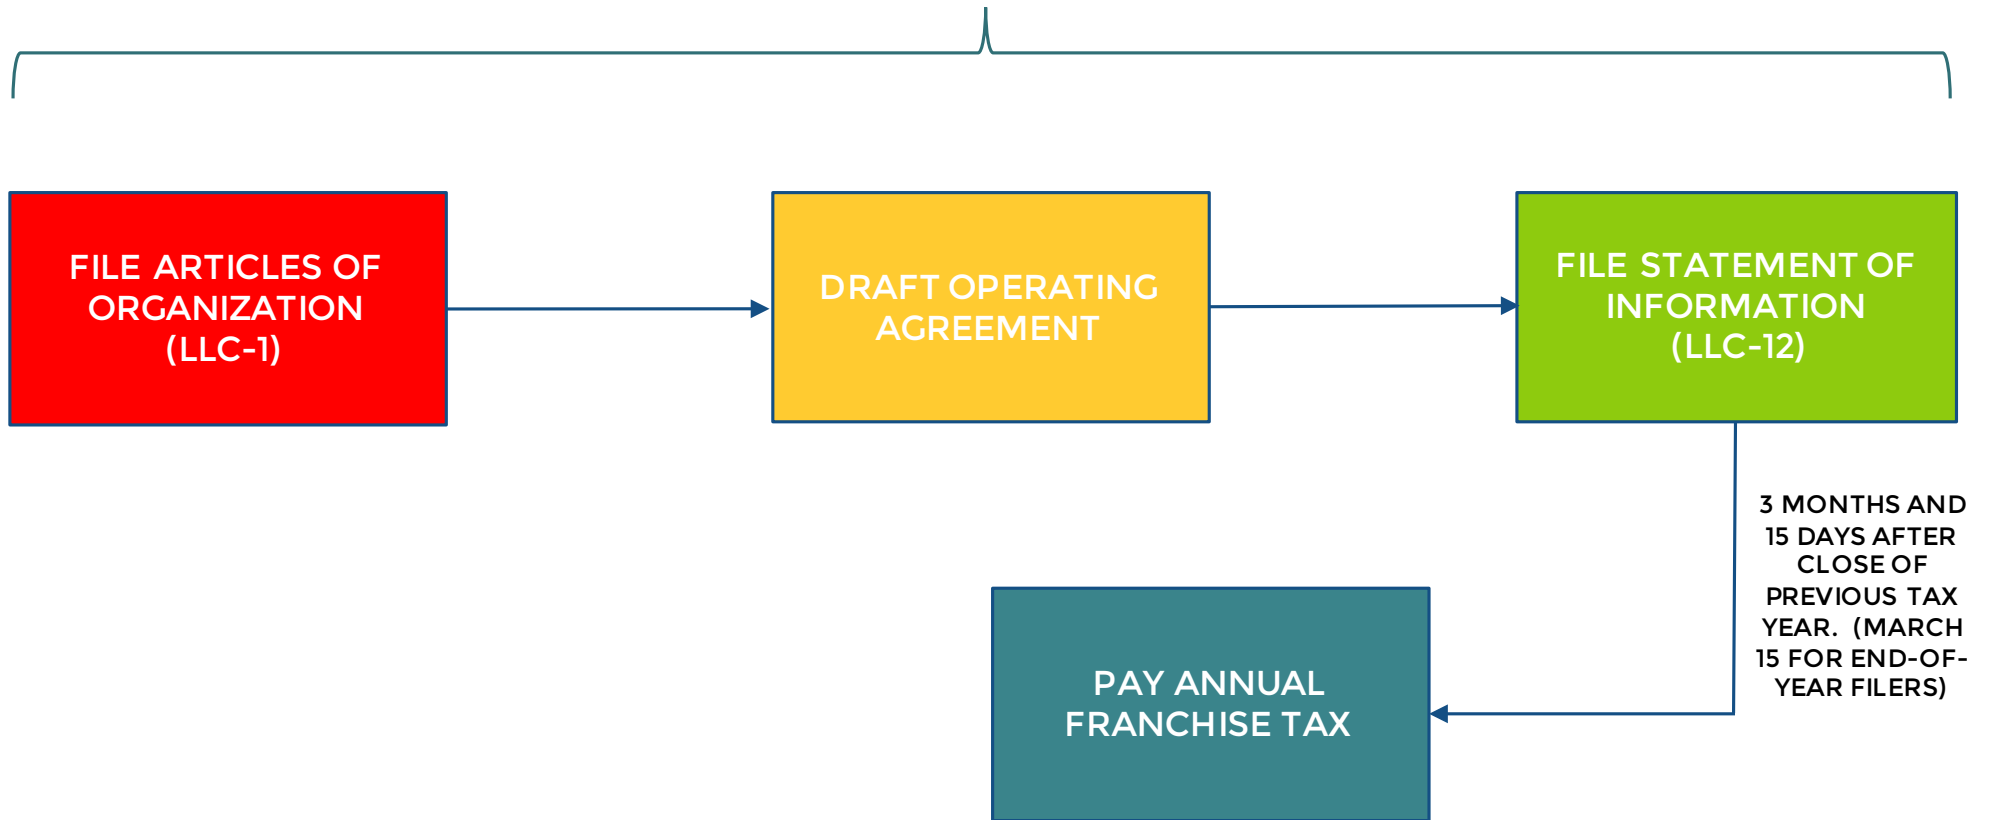 FILE ARTICLES OF
ORGANIZATION
(LLC-1)
DRAFT OPERATING
AGREEMENT
FILE STATEMENT OF
INFORMATION
(LLC-12)
3 MONTHS AND
15 DAYS AFTER
CLOSE OF
PREVIOUS TAX
YEAR. (MARCH
15 FOR END-OF-
YEAR FILERS)
PAY ANNUAL
FRANCHISE TAX